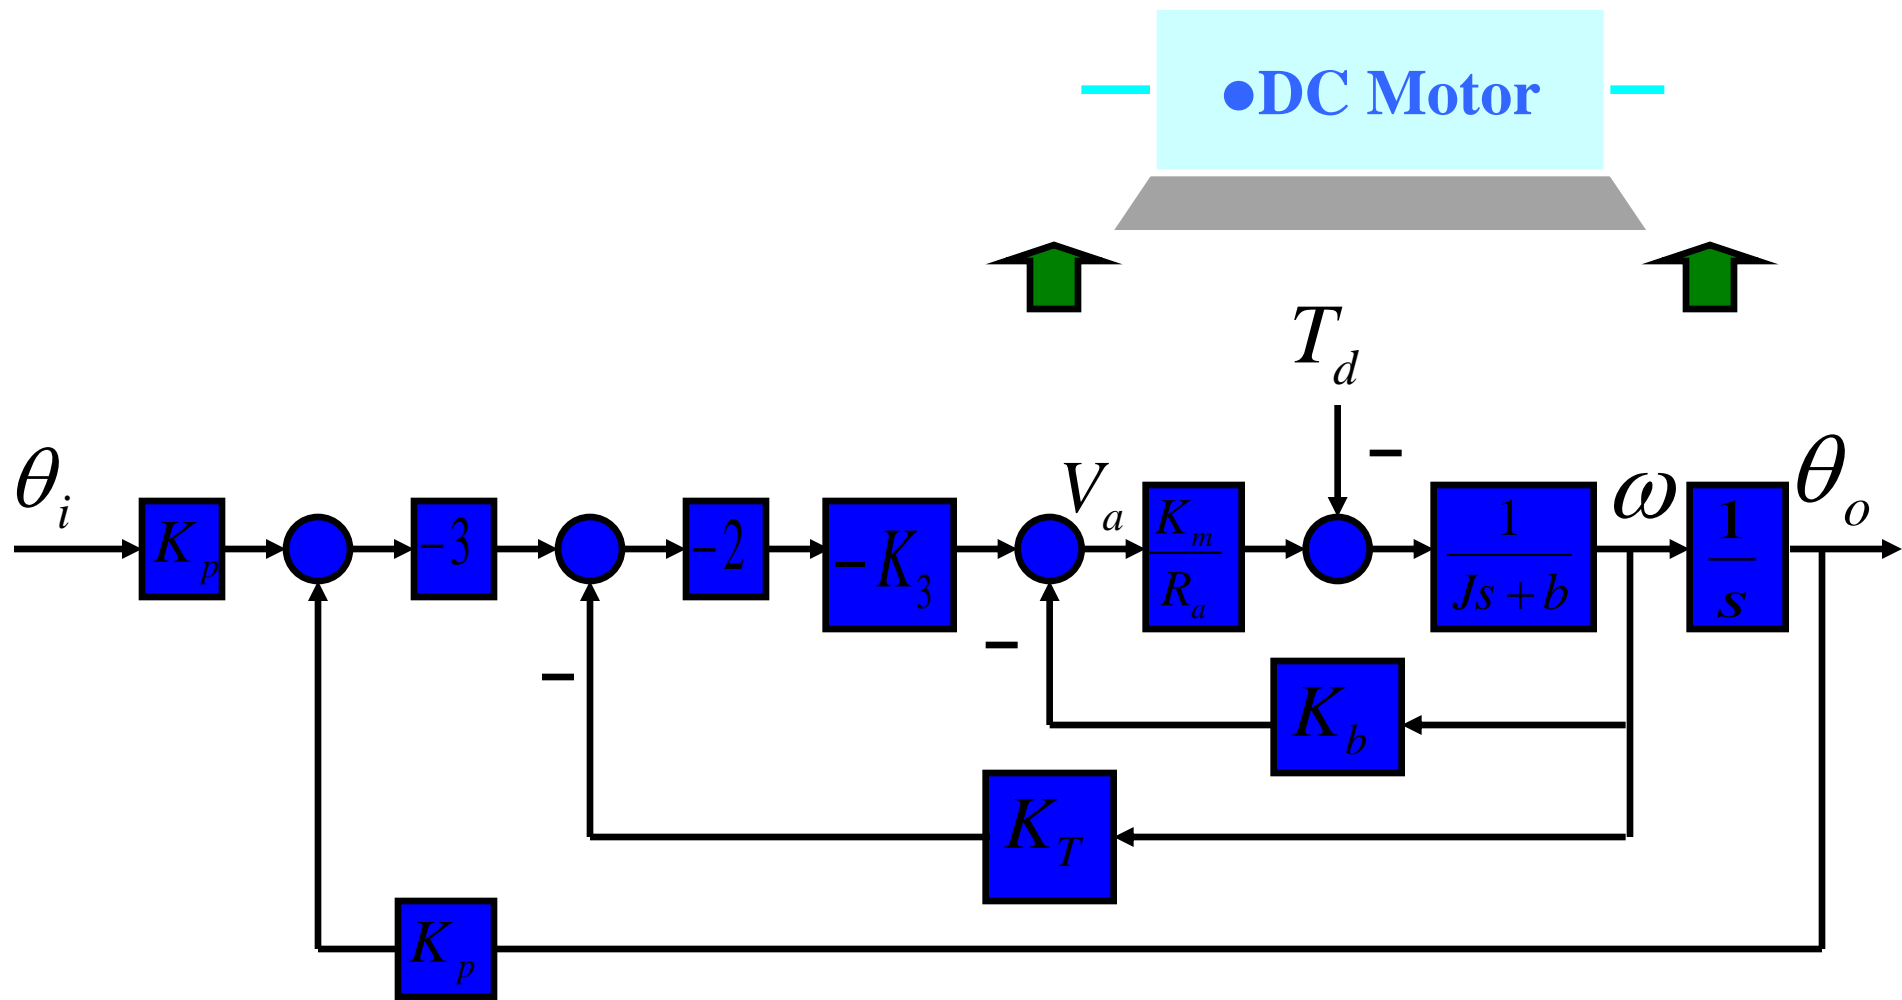 •DC Motor
T_d
θ_i
V_a
ω
θ_o
K_p
-3
-2
-K_3
K_m/R_a
1/(Js+b)
1/s
−
−
−
−
K_b
K_T
K_p